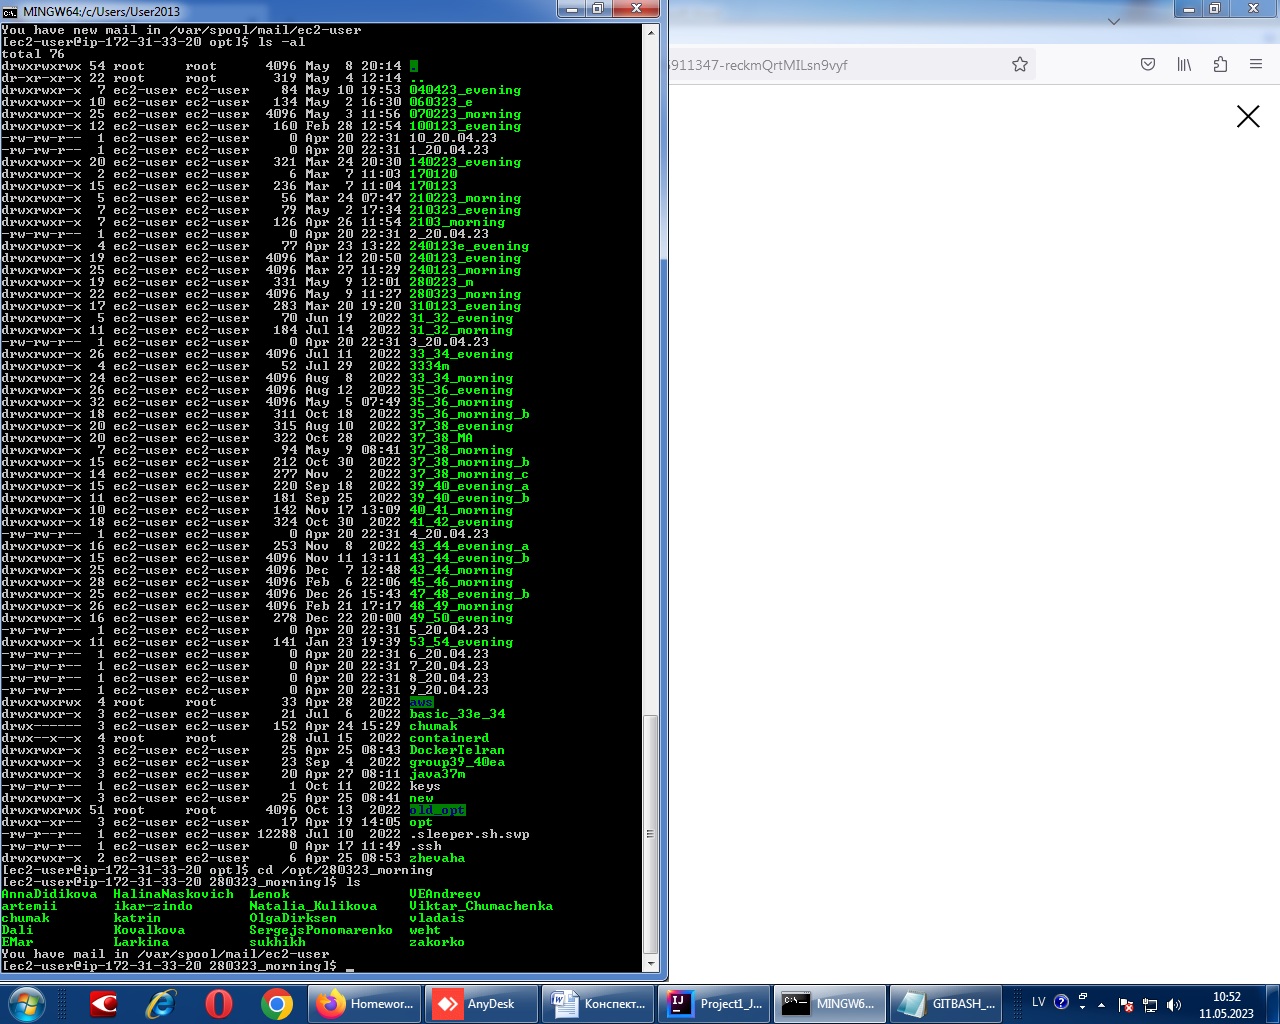 MINGW64:/c/Users/User2013
You have new mail in /var/spool/mail/ec2-user
[ec2-user@ip-172-31-33-20 opt]$ ls -al
total 76
drwxrwxrwx 54 root     root      4096 May  8 20:14 .
dr-xr-xr-x 22 root     root       319 May  4 12:14 ..
drwxrwxr-x  7 ec2-user ec2-user    84 May 10 19:53 040423_evening
drwxrwxr-x 10 ec2-user ec2-user   134 May  2 16:30 060323_e
drwxrwxr-x 25 ec2-user ec2-user  4096 May  3 11:56 070223_morning
drwxrwxr-x 12 ec2-user ec2-user   160 Feb 28 12:54 100123_evening
-rw-rw-r--  1 ec2-user ec2-user     0 Apr 20 22:31 10_20.04.23
-rw-rw-r--  1 ec2-user ec2-user     0 Apr 20 22:31 1_20.04.23
drwxrwxr-x 20 ec2-user ec2-user   321 Mar 24 20:30 140223_evening
drwxrwxr-x  2 ec2-user ec2-user     6 Mar  7 11:03 170120
drwxrwxr-x 15 ec2-user ec2-user   236 Mar  7 11:04 170123
drwxrwxr-x  5 ec2-user ec2-user    56 Mar 24 07:47 210223_morning
drwxrwxr-x  7 ec2-user ec2-user    79 May  2 17:34 210323_evening
drwxrwxr-x  7 ec2-user ec2-user   126 Apr 26 11:54 2103_morning
-rw-rw-r--  1 ec2-user ec2-user     0 Apr 20 22:31 2_20.04.23
drwxrwxr-x  4 ec2-user ec2-user    77 Apr 23 13:22 240123e_evening
drwxrwxr-x 19 ec2-user ec2-user  4096 Mar 12 20:50 240123_evening
drwxrwxr-x 25 ec2-user ec2-user  4096 Mar 27 11:29 240123_morning
drwxrwxr-x 19 ec2-user ec2-user   331 May  9 12:01 280223_m
drwxrwxr-x 22 ec2-user ec2-user  4096 May  9 11:27 280323_morning
drwxrwxr-x 17 ec2-user ec2-user   283 Mar 20 19:20 310123_evening
drwxrwxr-x  5 ec2-user ec2-user    70 Jun 19  2022 31_32_evening
drwxrwxr-x 11 ec2-user ec2-user   184 Jul 14  2022 31_32_morning
-rw-rw-r--  1 ec2-user ec2-user     0 Apr 20 22:31 3_20.04.23
drwxrwxr-x 26 ec2-user ec2-user  4096 Jul 11  2022 33_34_evening
drwxrwxr-x  4 ec2-user ec2-user    52 Jul 29  2022 3334m
drwxrwxr-x 24 ec2-user ec2-user  4096 Aug  8  2022 33_34_morning
drwxrwxr-x 26 ec2-user ec2-user  4096 Aug 12  2022 35_36_evening
drwxrwxr-x 32 ec2-user ec2-user  4096 May  5 07:49 35_36_morning
drwxrwxr-x 18 ec2-user ec2-user   311 Oct 18  2022 35_36_morning_b
drwxrwxr-x 20 ec2-user ec2-user   315 Aug 10  2022 37_38_evening
drwxrwxr-x 20 ec2-user ec2-user   322 Oct 28  2022 37_38_MA
drwxrwxr-x  7 ec2-user ec2-user    94 May  9 08:41 37_38_morning
drwxrwxr-x 15 ec2-user ec2-user   212 Oct 30  2022 37_38_morning_b
drwxrwxr-x 14 ec2-user ec2-user   277 Nov  2  2022 37_38_morning_c
drwxrwxr-x 15 ec2-user ec2-user   220 Sep 18  2022 39_40_evening_a
drwxrwxr-x 11 ec2-user ec2-user   181 Sep 25  2022 39_40_evening_b
drwxrwxr-x 10 ec2-user ec2-user   142 Nov 17 13:09 40_41_morning
drwxrwxr-x 18 ec2-user ec2-user   324 Oct 30  2022 41_42_evening
-rw-rw-r--  1 ec2-user ec2-user     0 Apr 20 22:31 4_20.04.23
drwxrwxr-x 16 ec2-user ec2-user   253 Nov  8  2022 43_44_evening_a
drwxrwxr-x 15 ec2-user ec2-user  4096 Nov 11 13:11 43_44_evening_b
drwxrwxr-x 25 ec2-user ec2-user  4096 Dec  7 12:48 43_44_morning
drwxrwxr-x 28 ec2-user ec2-user  4096 Feb  6 22:06 45_46_morning
drwxrwxr-x 25 ec2-user ec2-user  4096 Dec 26 15:43 47_48_evening_b
drwxrwxr-x 26 ec2-user ec2-user  4096 Feb 21 17:17 48_49_morning
drwxrwxr-x 16 ec2-user ec2-user   278 Dec 22 20:00 49_50_evening
-rw-rw-r--  1 ec2-user ec2-user     0 Apr 20 22:31 5_20.04.23
drwxrwxr-x 11 ec2-user ec2-user   141 Jan 23 19:39 53_54_evening
-rw-rw-r--  1 ec2-user ec2-user     0 Apr 20 22:31 6_20.04.23
-rw-rw-r--  1 ec2-user ec2-user     0 Apr 20 22:31 7_20.04.23
-rw-rw-r--  1 ec2-user ec2-user     0 Apr 20 22:31 8_20.04.23
-rw-rw-r--  1 ec2-user ec2-user     0 Apr 20 22:31 9_20.04.23
drwxrwxrwx  4 root     root        33 Apr 28  2022 aws
drwxrwxr-x  3 ec2-user ec2-user    21 Jul  6  2022 basic_33e_34
drwx------  3 ec2-user ec2-user   152 Apr 24 15:29 chumak
drwx--x--x  4 root     root        28 Jul 15  2022 containerd
drwxrwxr-x  3 ec2-user ec2-user    25 Apr 25 08:43 DockerTelran
drwxrwxr-x  3 ec2-user ec2-user    23 Sep  4  2022 group39_40ea
drwxrwxr-x  3 ec2-user ec2-user    20 Apr 27 08:11 java37m
-rw-rw-r--  1 ec2-user ec2-user     1 Oct 11  2022 keys
drwxrwxr-x  3 ec2-user ec2-user    25 Apr 25 08:41 new
drwxrwxrwx 51 root     root      4096 Oct 13  2022 old_opt
drwxr-xr--  3 ec2-user ec2-user    17 Apr 19 14:05 opt
-rw-r--r--  1 ec2-user ec2-user 12288 Jul 10  2022 .sleeper.sh.swp
-rw-rw-r--  1 ec2-user ec2-user     0 Apr 17 11:49 .ssh
drwxrwxr-x  2 ec2-user ec2-user     6 Apr 25 08:53 zhevaha
[ec2-user@ip-172-31-33-20 opt]$ cd /opt/280323_morning
[ec2-user@ip-172-31-33-20 280323_morning]$ ls
AnnaDidikova  HalinaNaskovich  Lenok               VEAndreev
artemii       ikar-zindo       Natalia_Kulikova    Viktar_Chumachenka
chumak        katrin           OlgaDirksen         vladais
Dali          Kovalkova        SergejsPonomarenko  weht
EMar          Larkina          sukhikh             zakorko
You have mail in /var/spool/mail/ec2-user
[ec2-user@ip-172-31-33-20 280323_morning]$
5911347-reckmQrtMILsn9vyf
Homewor...
AnyDesk
Конспект...
Project1_J...
MINGW6...
GITBASH_...
LV
10:52
11.05.2023